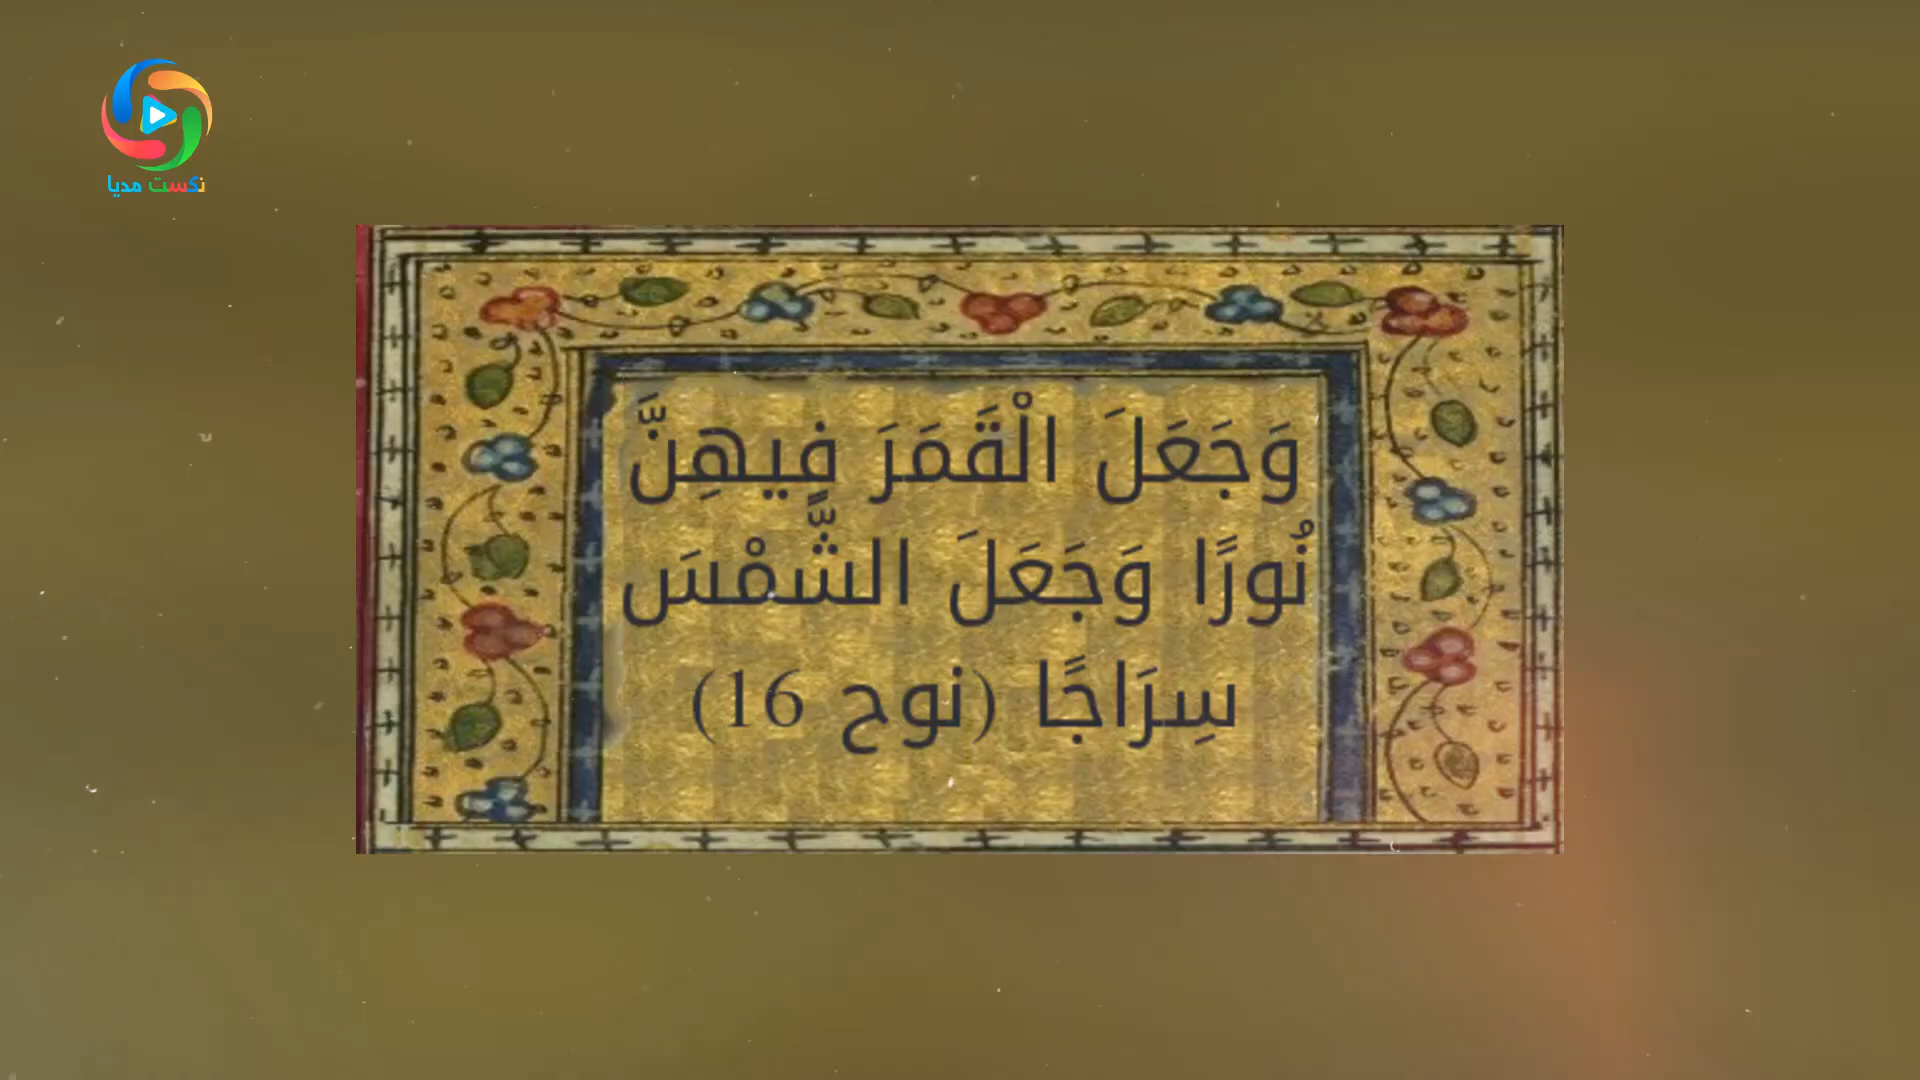 نكست مديا
وَجَعَلَ الْقَمَرَ فِيهِنَّ
نُورًا وَجَعَلَ الشَّمْسَ
سِرَاجًا (نوح 16)